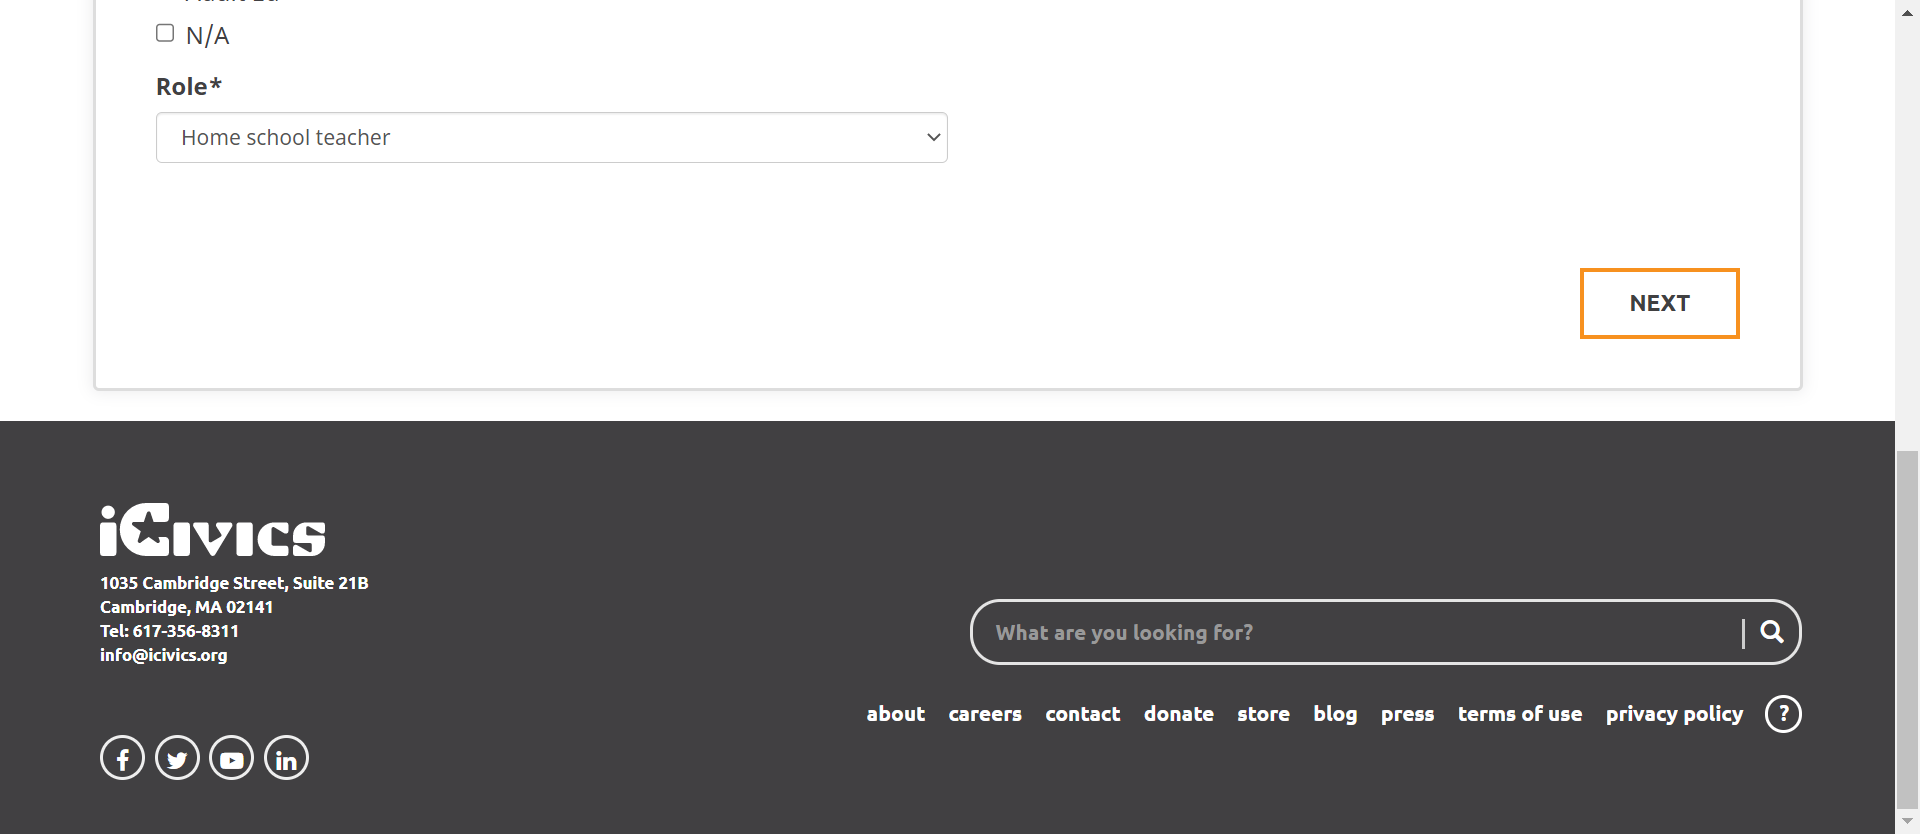 N/A
Role*
Home school teacher
NEXT
iCivics
1035 Cambridge Street, Suite 21B
Cambridge, MA 02141
Tel: 617-356-8311
info@icivics.org
What are you looking for?
about careers contact donate store blog press terms of use privacy policy ?